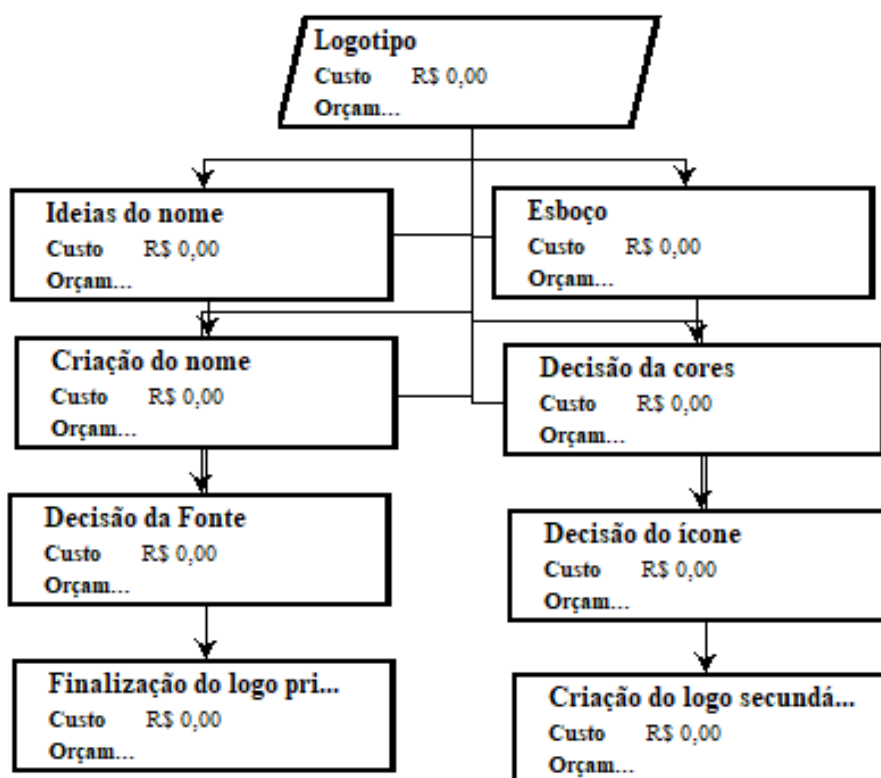 Logotipo
Custo R$ 0,00
Orçam...
Ideias do nome
Custo R$ 0,00
Orçam...
Esboço
Custo R$ 0,00
Orçam...
Criação do nome
Custo R$ 0,00
Orçam...
Decisão da cores
Custo R$ 0,00
Orçam...
Decisão da Fonte
Custo R$ 0,00
Orçam...
Decisão do ícone
Custo R$ 0,00
Orçam...
Finalização do logo pri...
Custo R$ 0,00
Orçam...
Criação do logo secundá...
Custo R$ 0,00
Orçam...